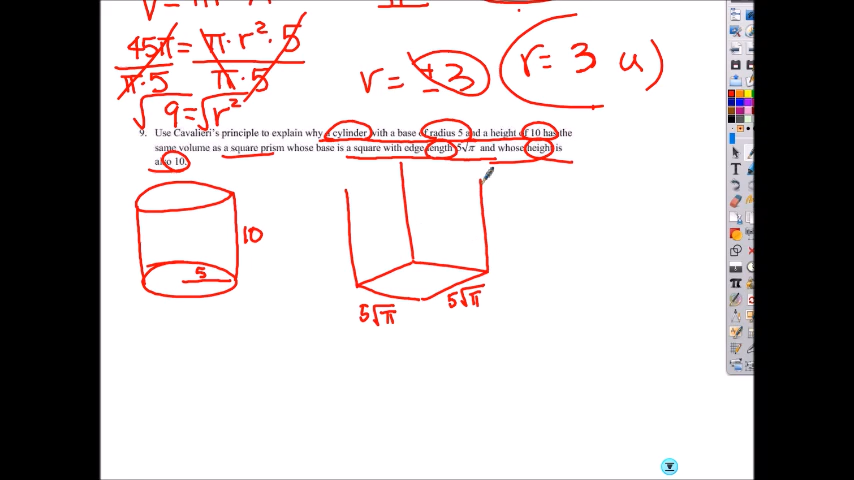 45π = π · r² · 5
π · 5 π · 5
√9 = √r²
r = ±3
r = 3 u)
9. Use Cavalieri's principle to explain why a cylinder with a base of radius 5 and a height of 10 has the
same volume as a square prism whose base is a square with edge length 5√π and whose height is
also 10.
10
5
5√π
5√π